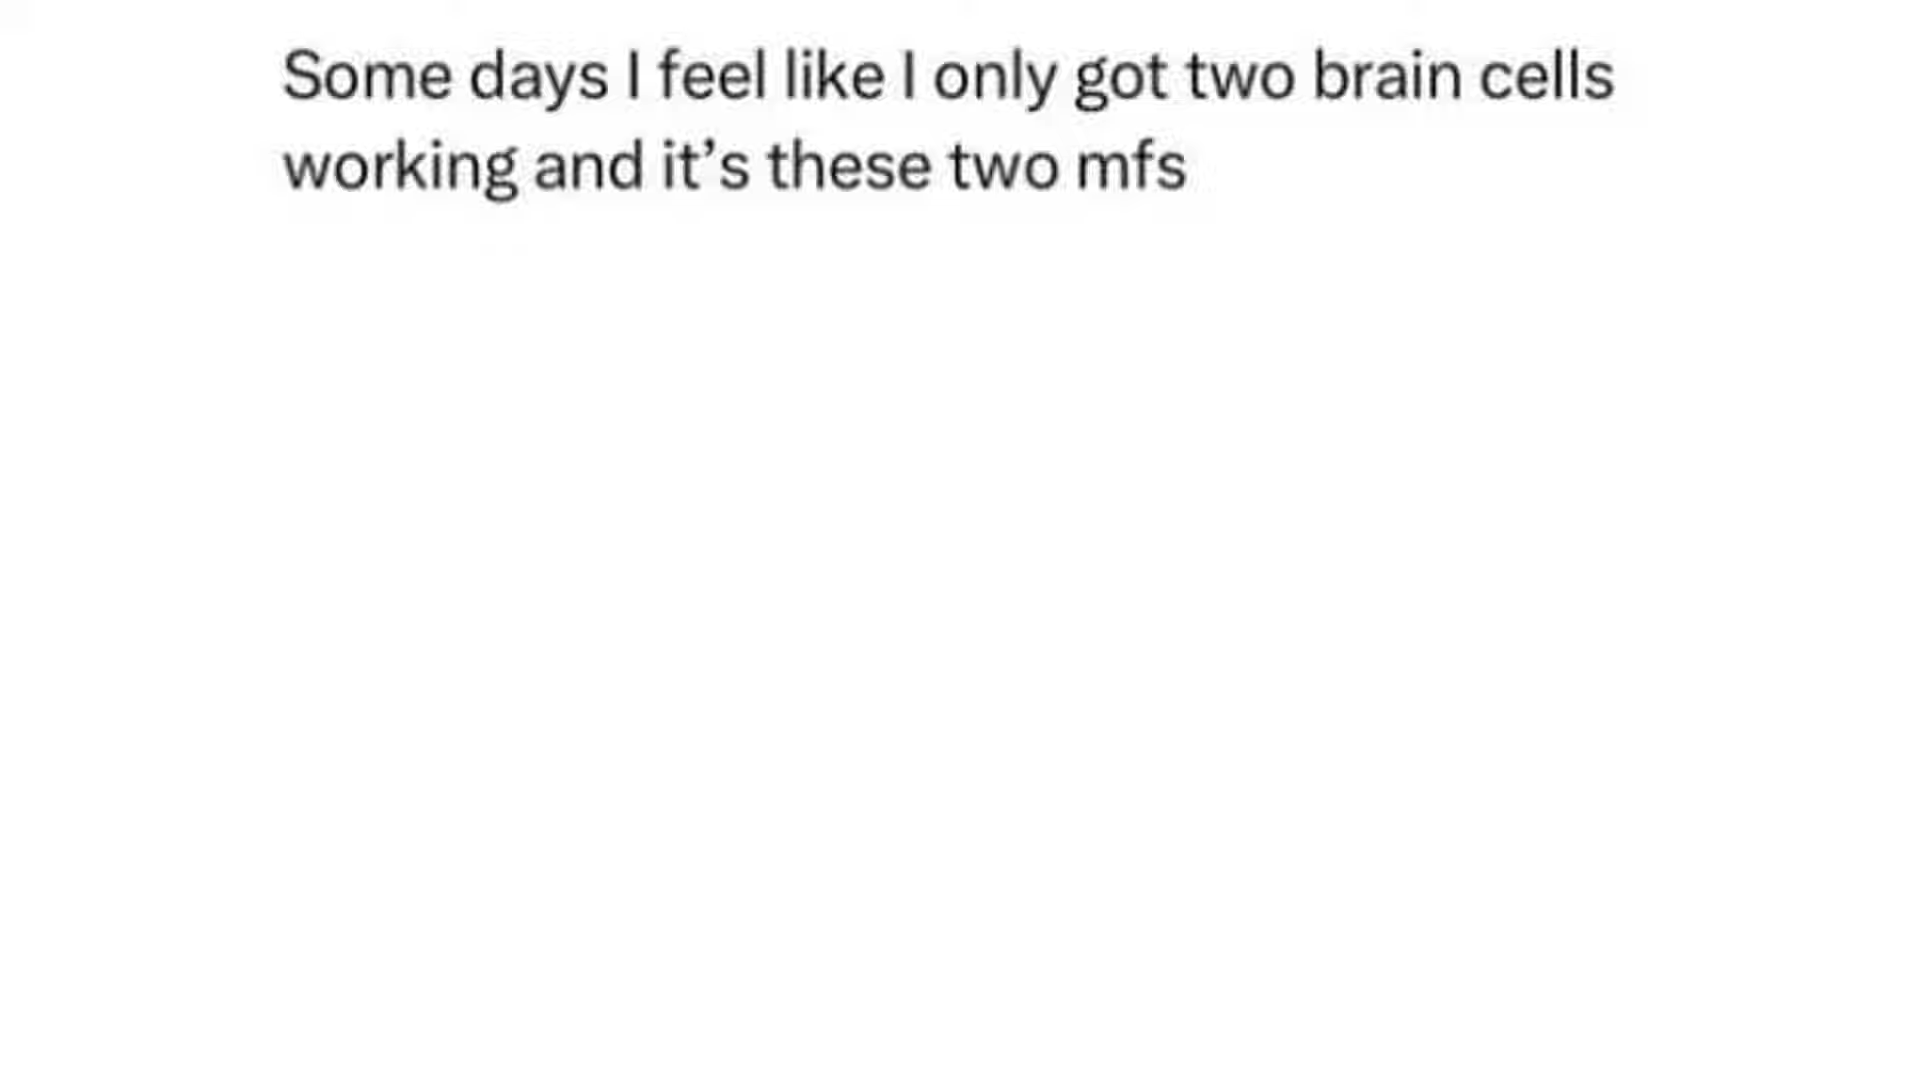 Some days I feel like I only got two brain cells
working and it’s these two mfs